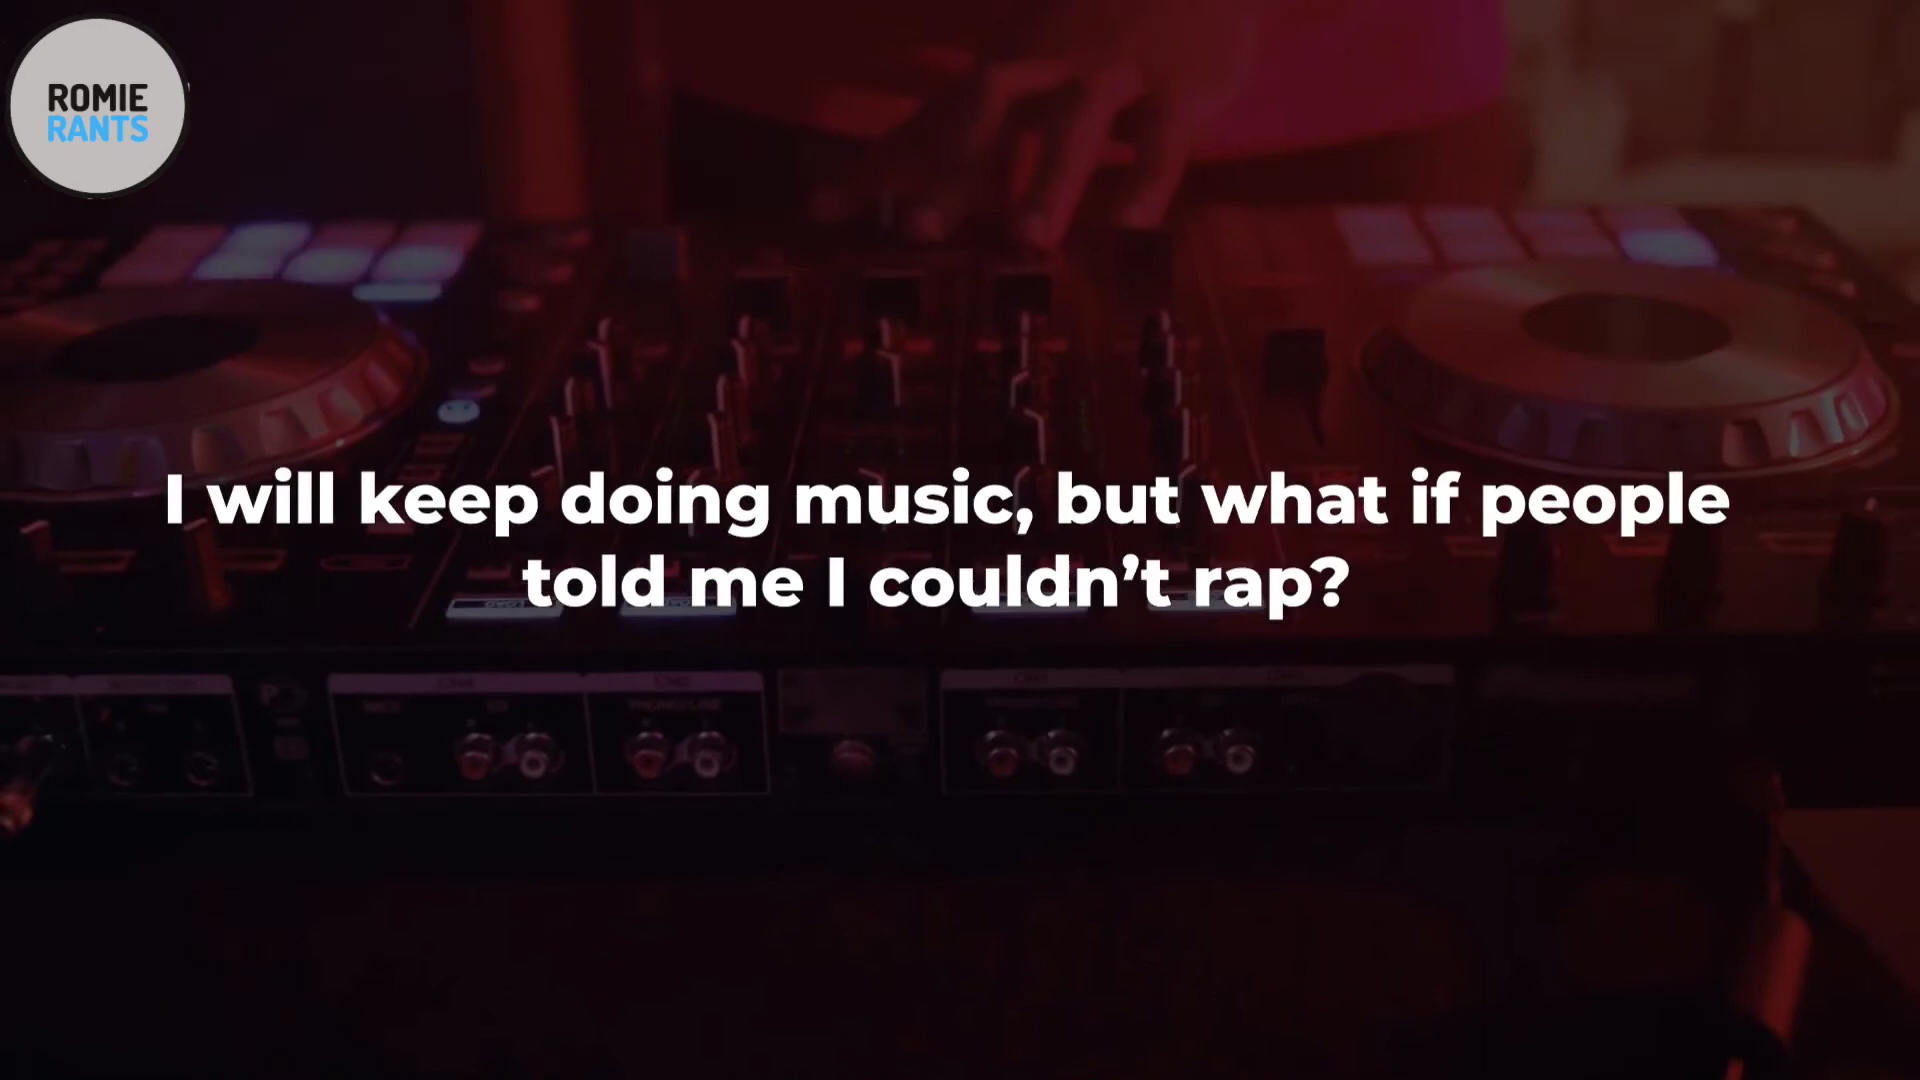 ROMIE
RANTS
I will keep doing music, but what if people
told me I couldn't rap?